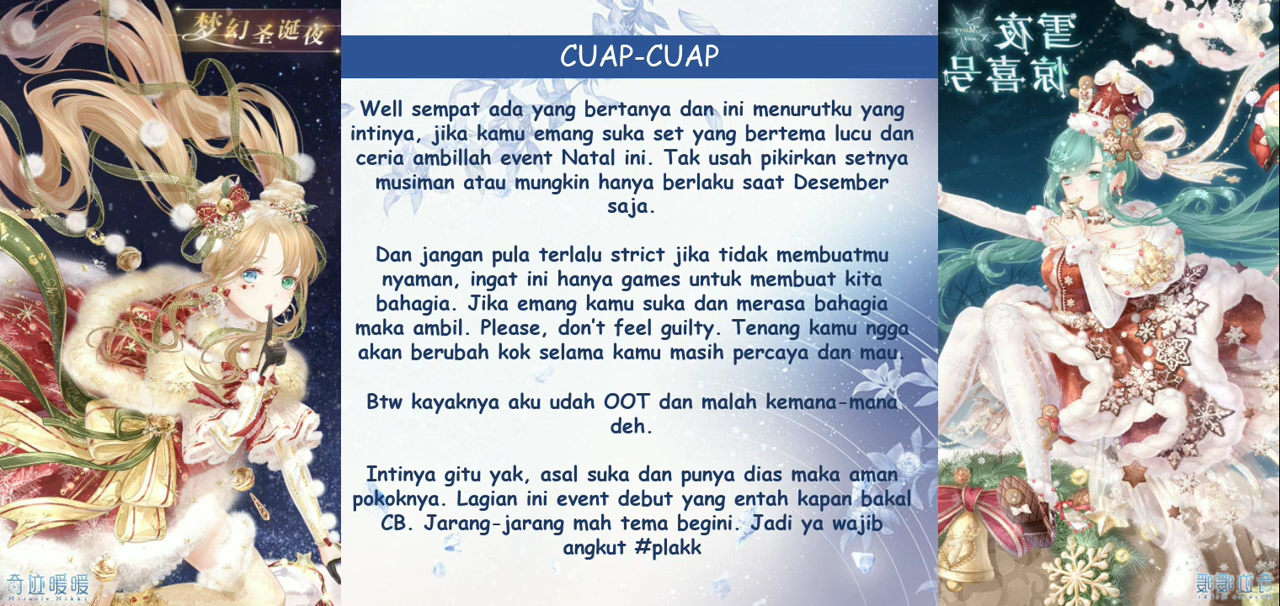 梦幻圣诞夜
CUAP-CUAP
Well sempat ada yang bertanya dan ini menurutku yang
intinya, jika kamu emang suka set yang bertema lucu dan
ceria ambillah event Natal ini. Tak usah pikirkan setnya
musiman atau mungkin hanya berlaku saat Desember
saja.
Dan jangan pula terlalu strict jika tidak membuatmu
nyaman, ingat ini hanya games untuk membuat kita
bahagia. Jika emang kamu suka dan merasa bahagia
maka ambil. Please, don't feel guilty. Tenang kamu ngga
akan berubah kok selama kamu masih percaya dan mau.
Btw kayaknya aku udah OOT dan malah kemana-mana
deh.
Intinya gitu yak, asal suka dan punya dias maka aman
pokoknya. Lagian ini event debut yang entah kapan bakal
CB. Jarang-jarang mah tema begini. Jadi ya wajib
angkut #plakk
雪夜
惊喜号
奇迹暖暖
Miracle Nikki